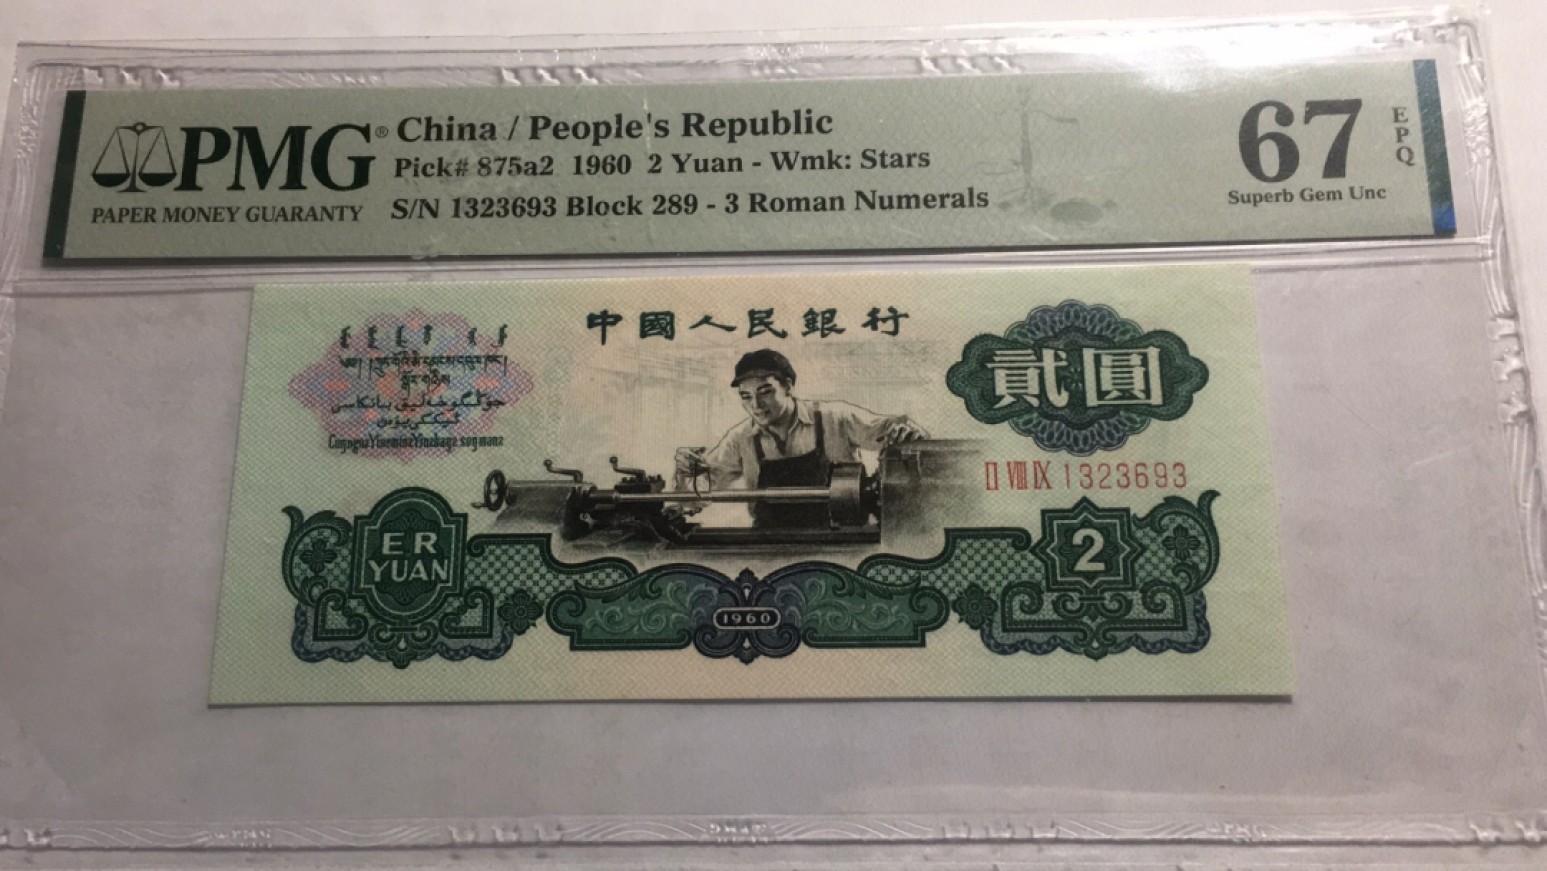 PMG®
PAPER MONEY GUARANTY
China / People's Republic
Pick# 875a2 1960 2 Yuan - Wmk: Stars
S/N 1323693 Block 289 - 3 Roman Numerals
67
EPQ
Superb Gem Unc
中國人民銀行
貳圓
II VIII IX 1323693
ER
YUAN
1960
2